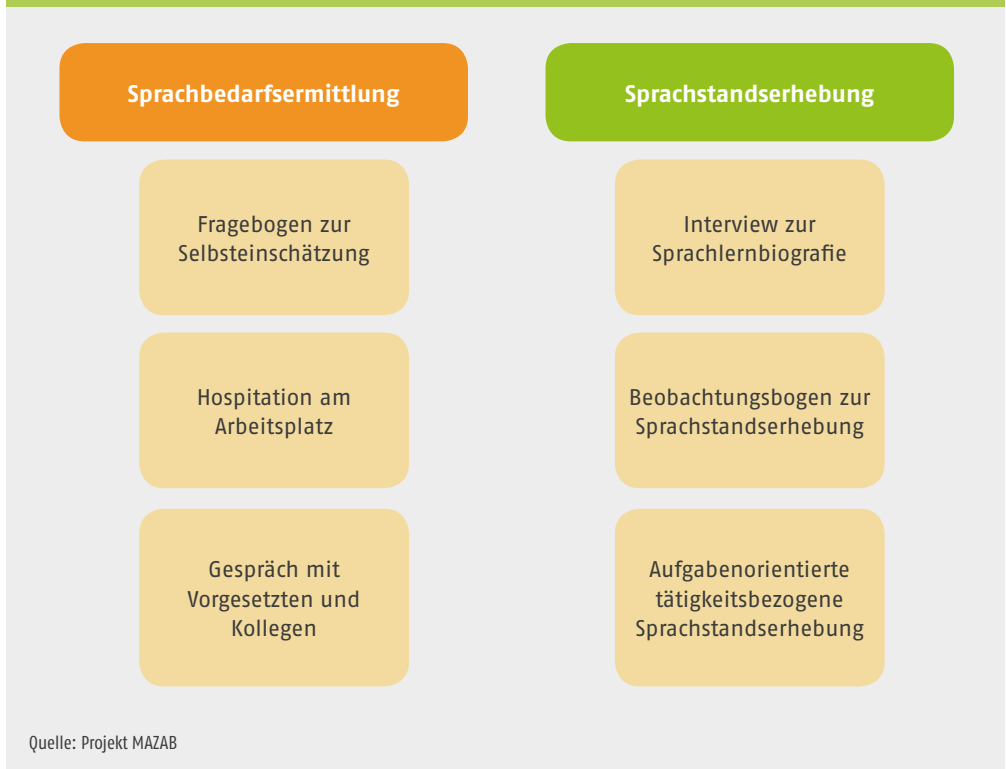 Sprachbedarfsermittlung
Fragebogen zur
Selbsteinschätzung
Hospitation am
Arbeitsplatz
Gespräch mit
Vorgesetzten und
Kollegen
Sprachstandserhebung
Interview zur
Sprachlernbiografie
Beobachtungsbogen zur
Sprachstandserhebung
Aufgabenorientierte
tätigkeitsbezogene
Sprachstandserhebung
Quelle: Projekt MAZAB